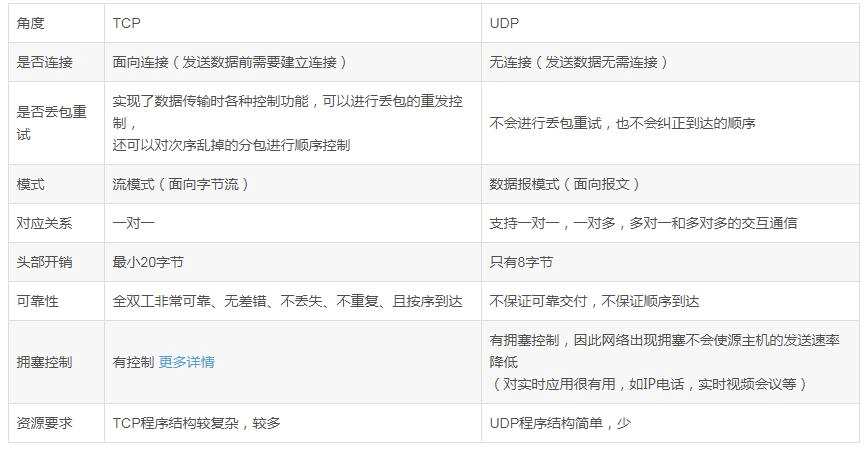 角度 TCP UDP
是否连接 面向连接（发送数据前需要建立连接） 无连接（发送数据无需连接）
是否丢包重试 实现了数据传输时各种控制功能，可以进行丢包的重发控制，
还可以对次序乱掉的分包进行顺序控制 不会进行丢包重试，也不会纠正到达的顺序
模式 流模式（面向字节流） 数据报模式（面向报文）
对应关系 一对一 支持一对一，一对多，多对一和多对多的交互通信
头部开销 最小20字节 只有8字节
可靠性 全双工非常可靠、无差错、不丢失、不重复、且按序到达 不保证可靠交付，不保证顺序到达
拥塞控制 有控制 更多详情 有拥塞控制，因此网络出现拥塞不会使源主机的发送速率降低
（对实时应用很有用，如IP电话，实时视频会议等）
资源要求 TCP程序结构较复杂，较多 UDP程序结构简单，少